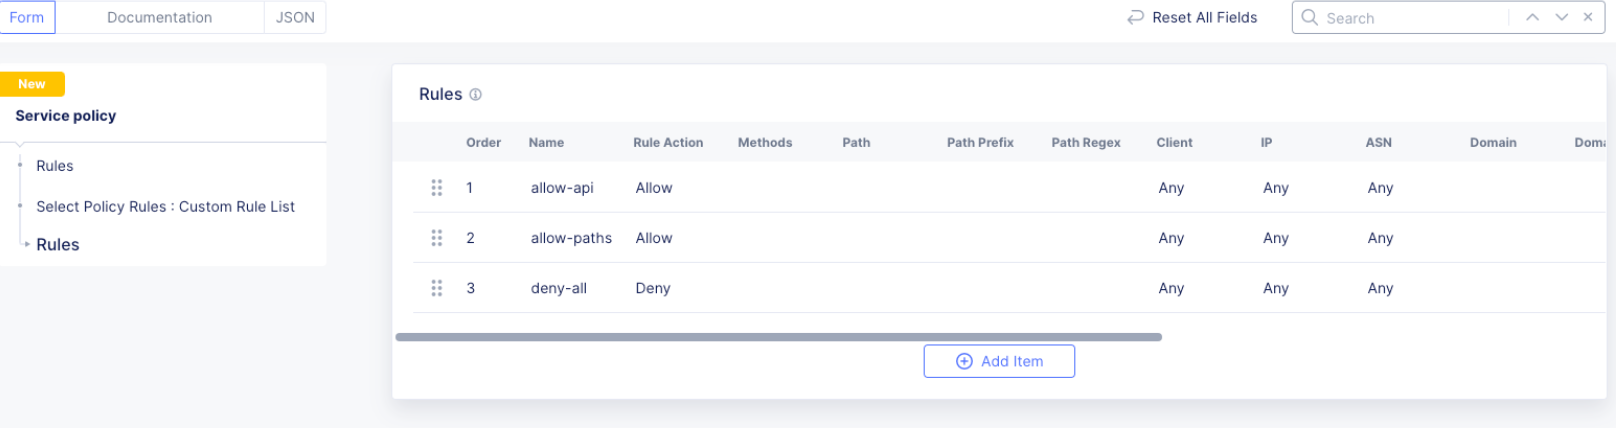 Form Documentation JSON
Reset All Fields
Search
New
Service policy
Rules
Select Policy Rules : Custom Rule List
Rules
Rules
Order Name Rule Action Methods Path Path Prefix Path Regex Client IP ASN Domain Doma
1 allow-api Allow Any Any Any
2 allow-paths Allow Any Any Any
3 deny-all Deny Any Any Any
Add Item